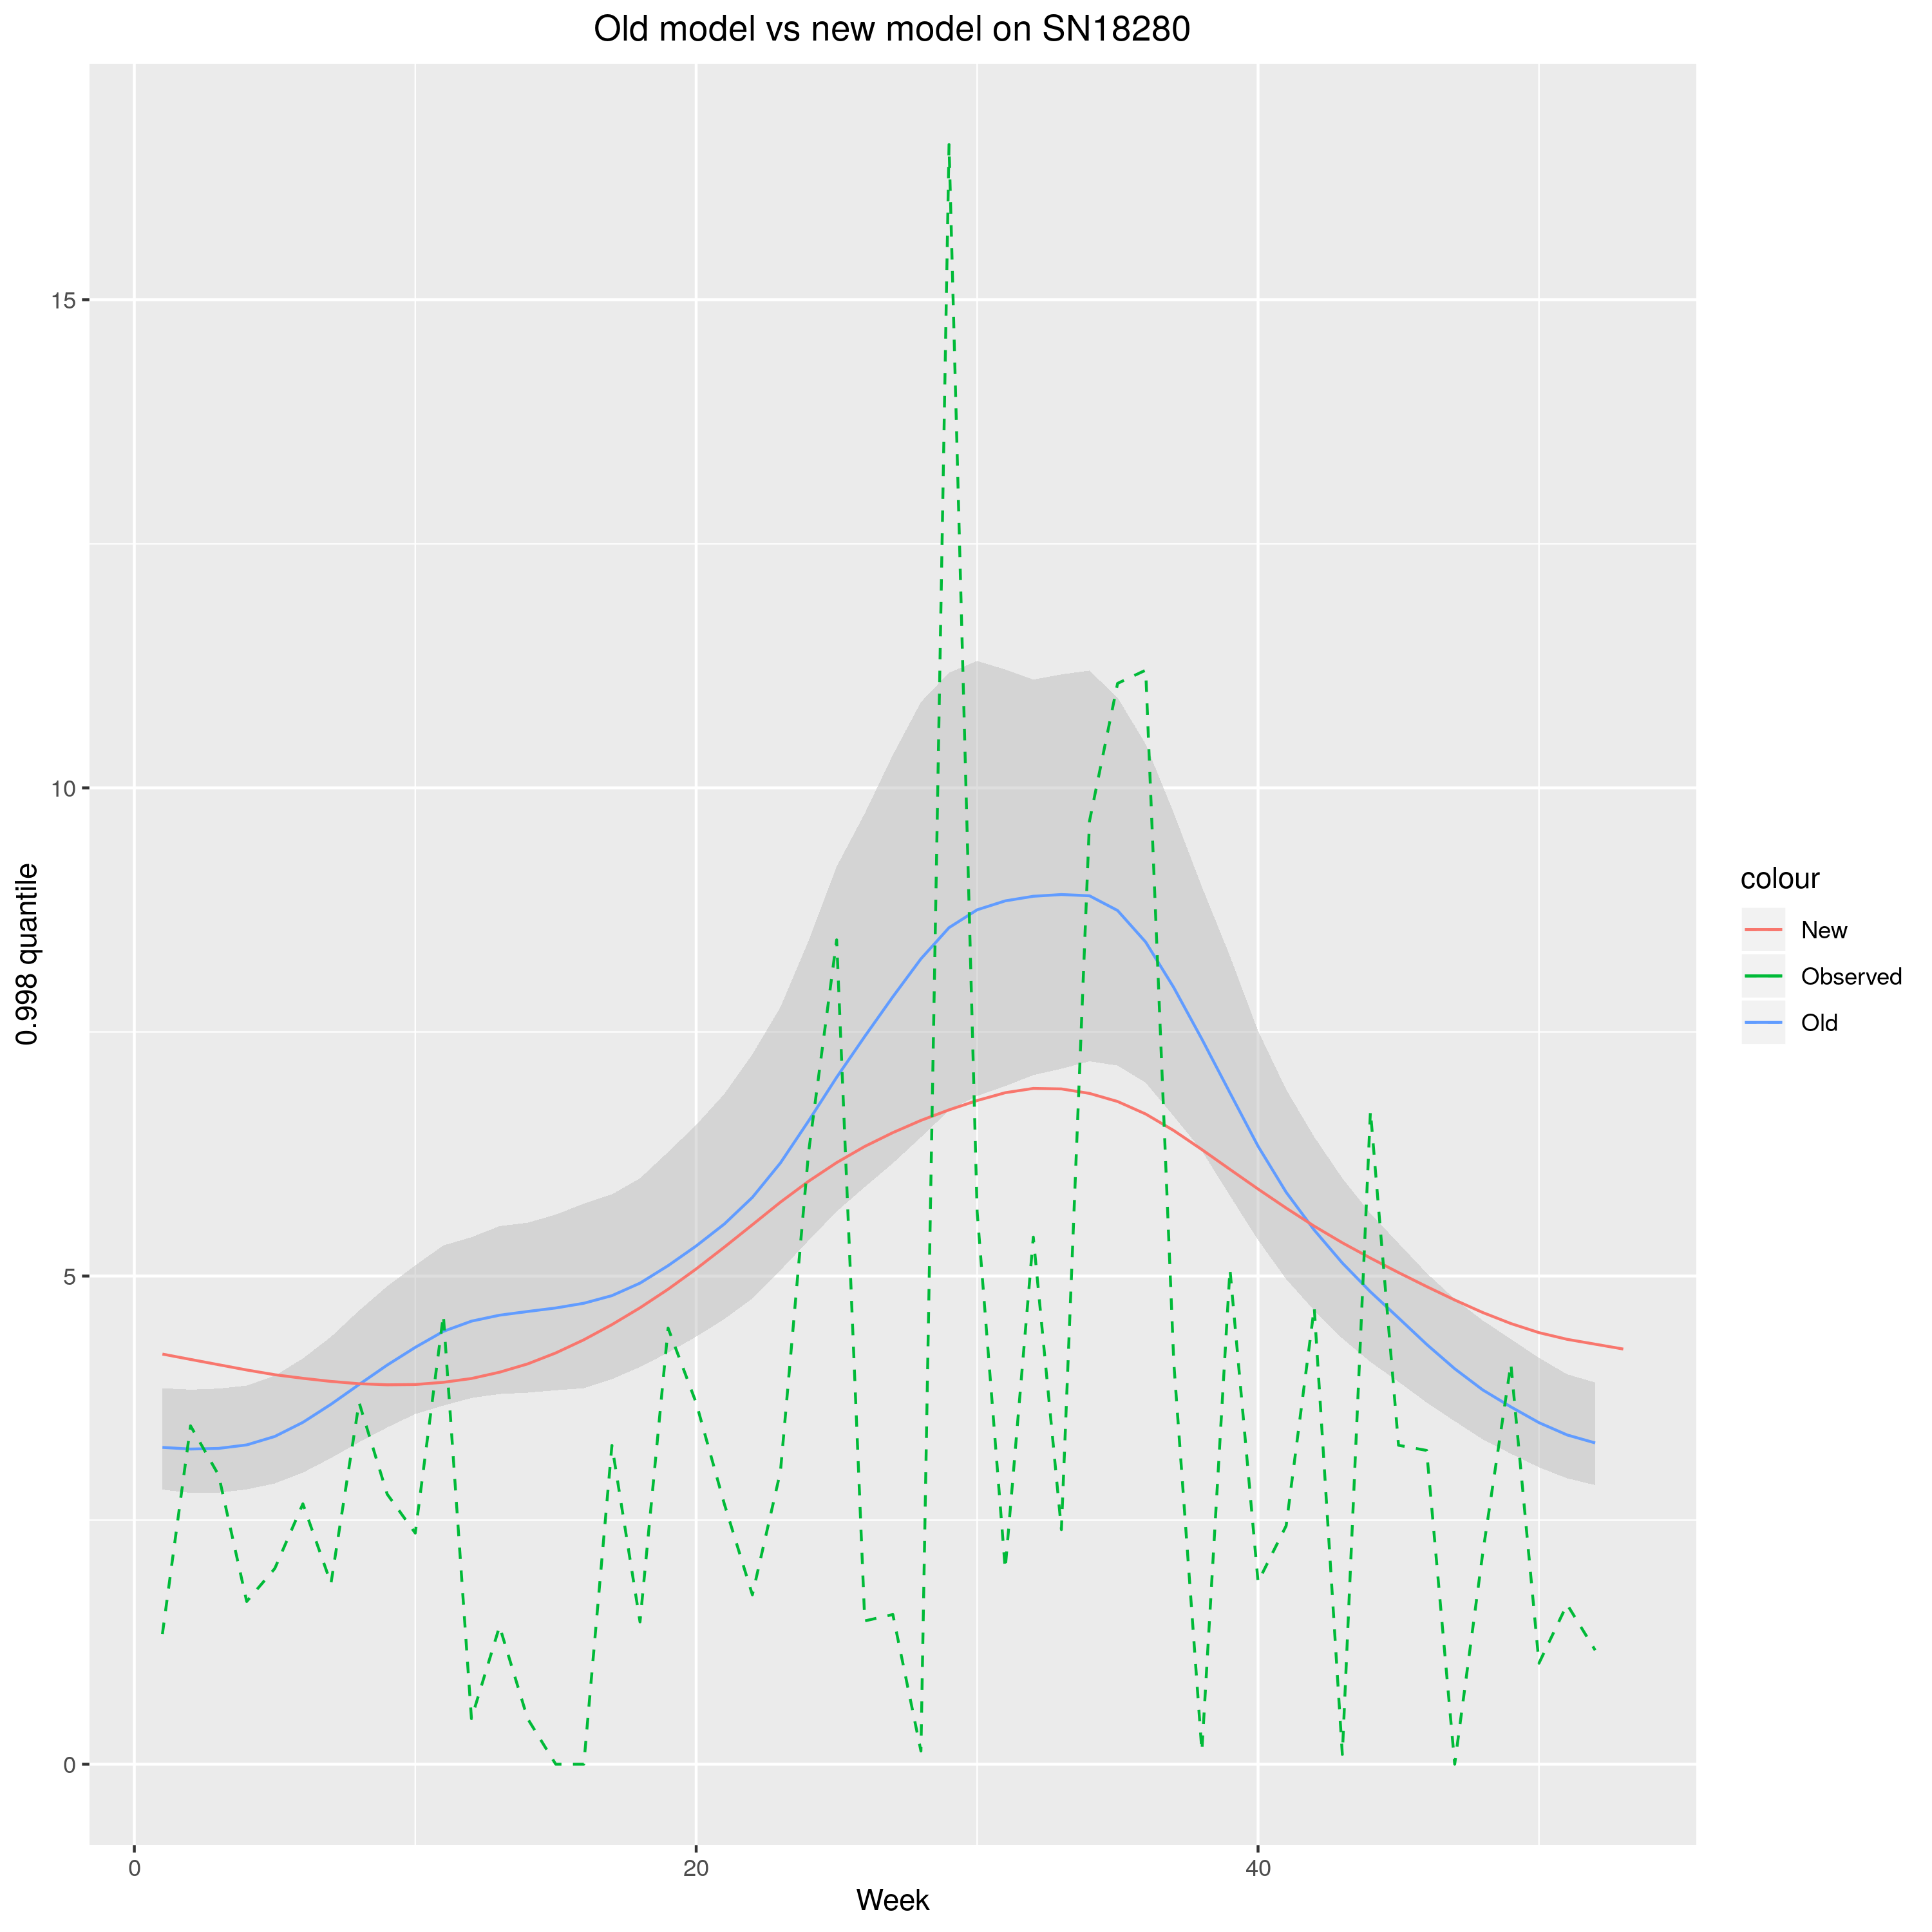 Old model vs new model on SN18280
0.998 quantile
15
10
5
0
0 20 40
Week
colour
New
Observed
Old